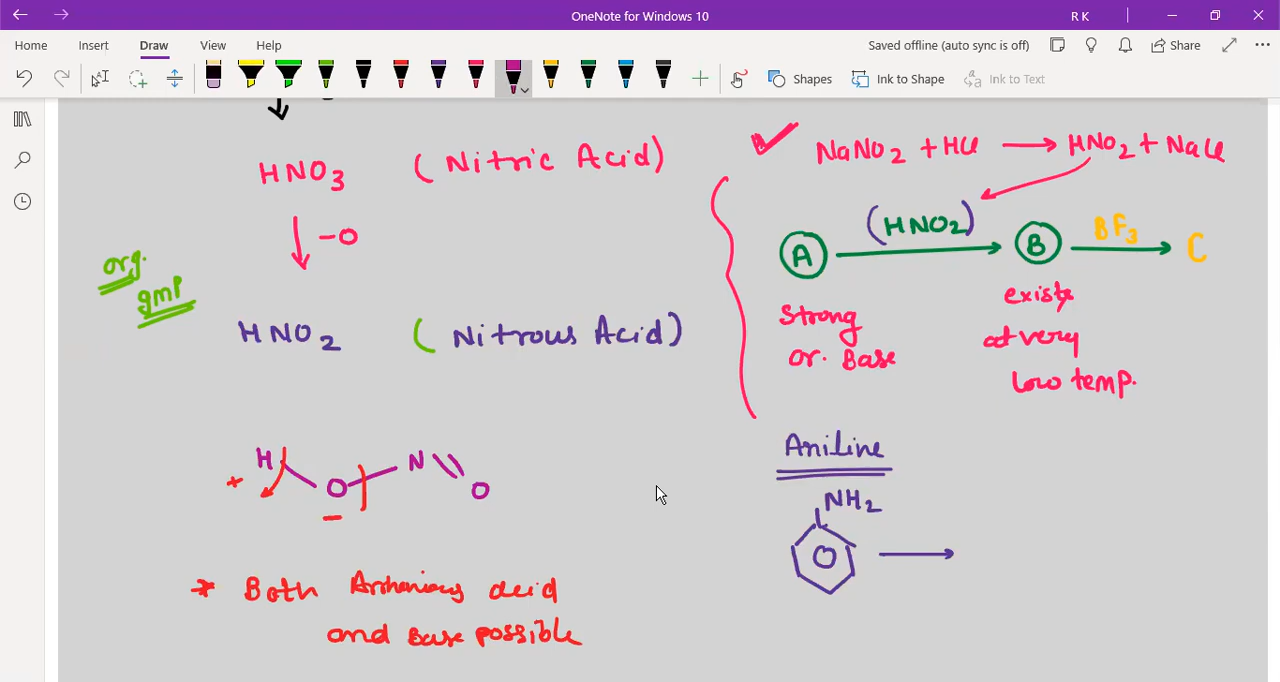 OneNote for Windows 10
R K
Home Insert Draw View Help
Saved offline (auto sync is off)
Share
Shapes
Ink to Shape
Ink to Text
HNO3 (Nitric Acid)
-O
org.
gmp
HNO2 (Nitrous Acid)
H O N O
+ -
* Both Arrhenius acid
and Base possible
NaNO2 + HCl → HNO2 + NaCl
A (HNO2) → B BF3 → C
Strong
Or. Base
exists
at very
low temp.
Aniline
NH2